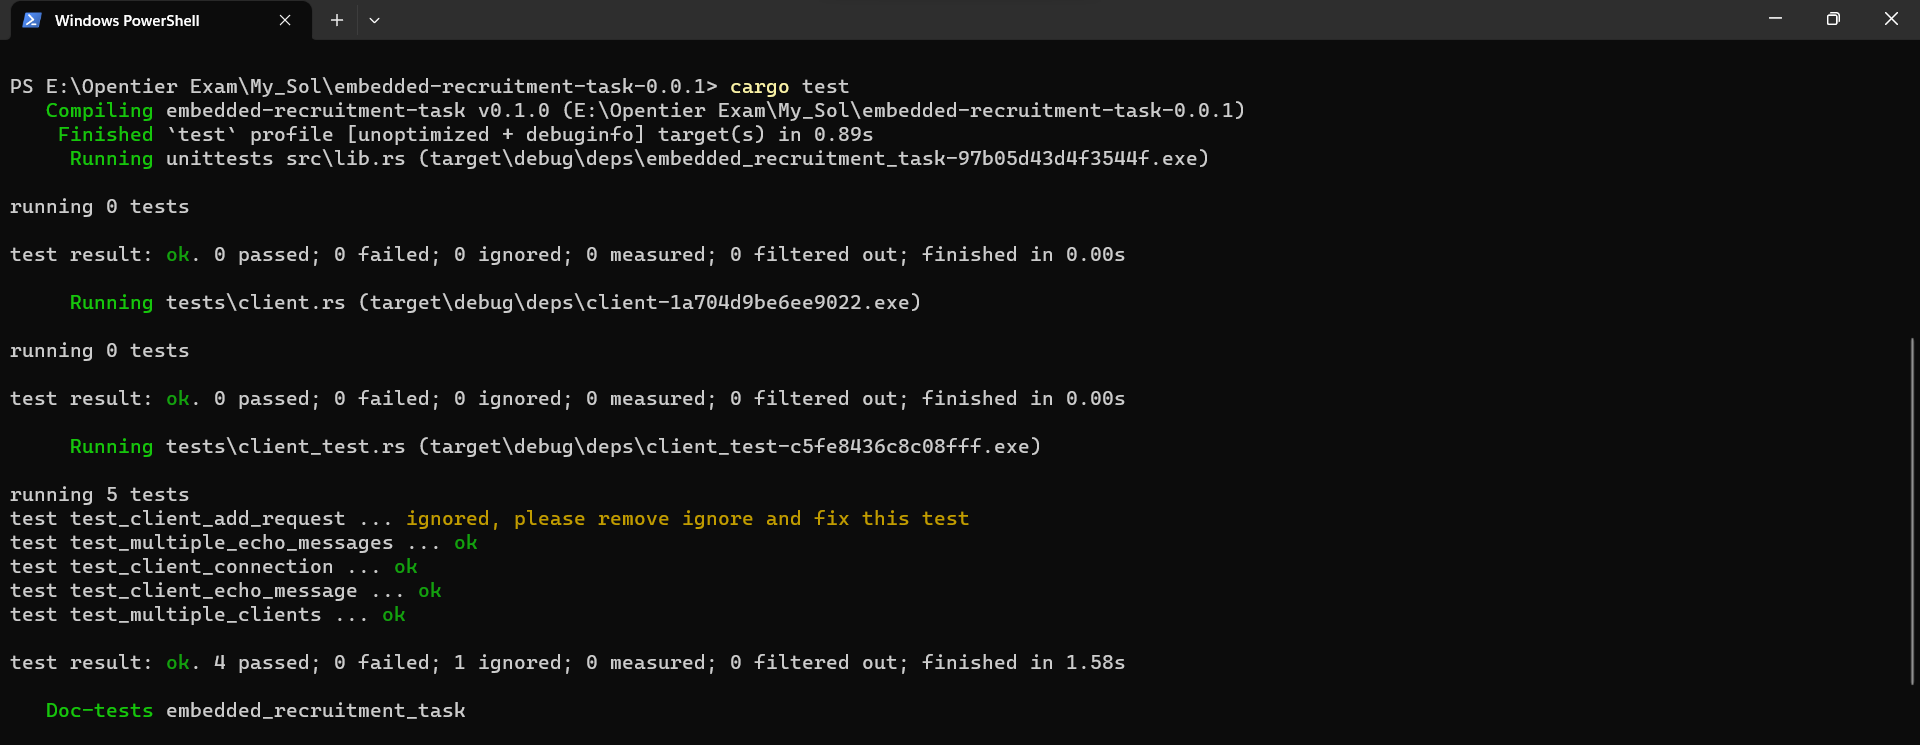 Windows PowerShell
PS E:\Opentier Exam\My_Sol\embedded-recruitment-task-0.0.1> cargo test
Compiling embedded-recruitment-task v0.1.0 (E:\Opentier Exam\My_Sol\embedded-recruitment-task-0.0.1)
Finished `test` profile [unoptimized + debuginfo] target(s) in 0.89s
Running unittests src\lib.rs (target\debug\deps\embedded_recruitment_task-97b05d43d4f3544f.exe)
running 0 tests
test result: ok. 0 passed; 0 failed; 0 ignored; 0 measured; 0 filtered out; finished in 0.00s
Running tests\client.rs (target\debug\deps\client-1a704d9be6ee9022.exe)
running 0 tests
test result: ok. 0 passed; 0 failed; 0 ignored; 0 measured; 0 filtered out; finished in 0.00s
Running tests\client_test.rs (target\debug\deps\client_test-c5fe8436c8c08fff.exe)
running 5 tests
test test_client_add_request ... ignored, please remove ignore and fix this test
test test_multiple_echo_messages ... ok
test test_client_connection ... ok
test test_client_echo_message ... ok
test test_multiple_clients ... ok
test result: ok. 4 passed; 0 failed; 1 ignored; 0 measured; 0 filtered out; finished in 1.58s
Doc-tests embedded_recruitment_task